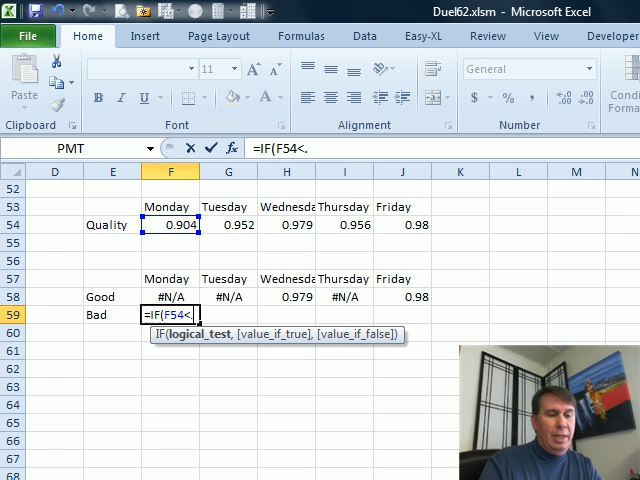 Duel62.xlsm - Microsoft Excel
File Home Insert Page Layout Formulas Data Easy-XL Review View Developer
Paste 11 A A General
B I U $ % , Condi
Form
Clipboard Font Alignment Number
PMT =IF(F54<.
D E F G H I J K L M N
52
53 Monday Tuesday Wednesda Thursday Friday
54 Quality 0.904 0.952 0.979 0.956 0.98
55
56
57 Monday Tuesday Wednesda Thursday Friday
58 Good #N/A #N/A 0.979 #N/A 0.98
59 Bad =IF(F54<.
60 IF(logical_test, [value_if_true], [value_if_false])
61
62
63
64
65
66
67
68